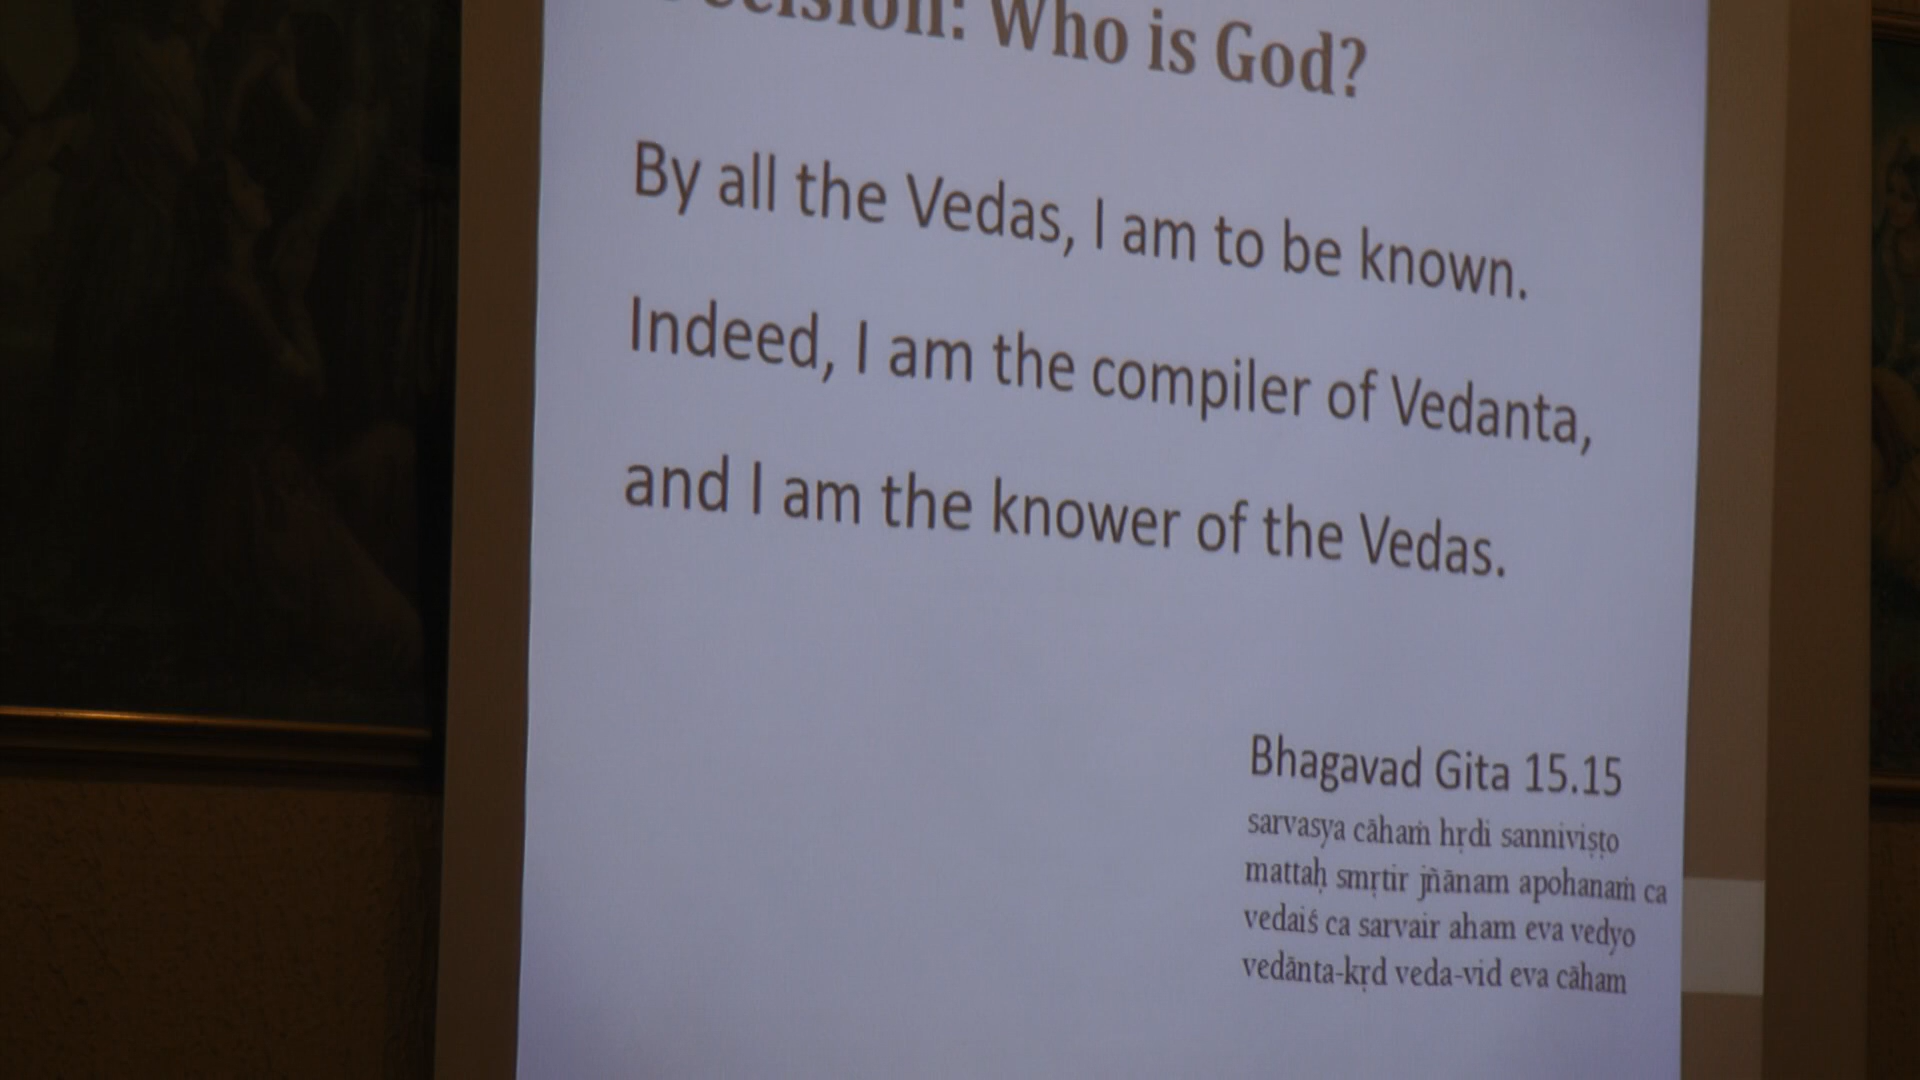 Who is God?
By all the Vedas, I am to be known.
Indeed, I am the compiler of Vedanta,
and I am the knower of the Vedas.
Bhagavad Gita 15.15
sarvasya cāhaṁ hṛdi sanniviṣṭo
mattaḥ smṛtir jñānam apohanaṁ ca
vedaiś ca sarvair aham eva vedyo
vedānta-kṛd veda-vid eva cāham